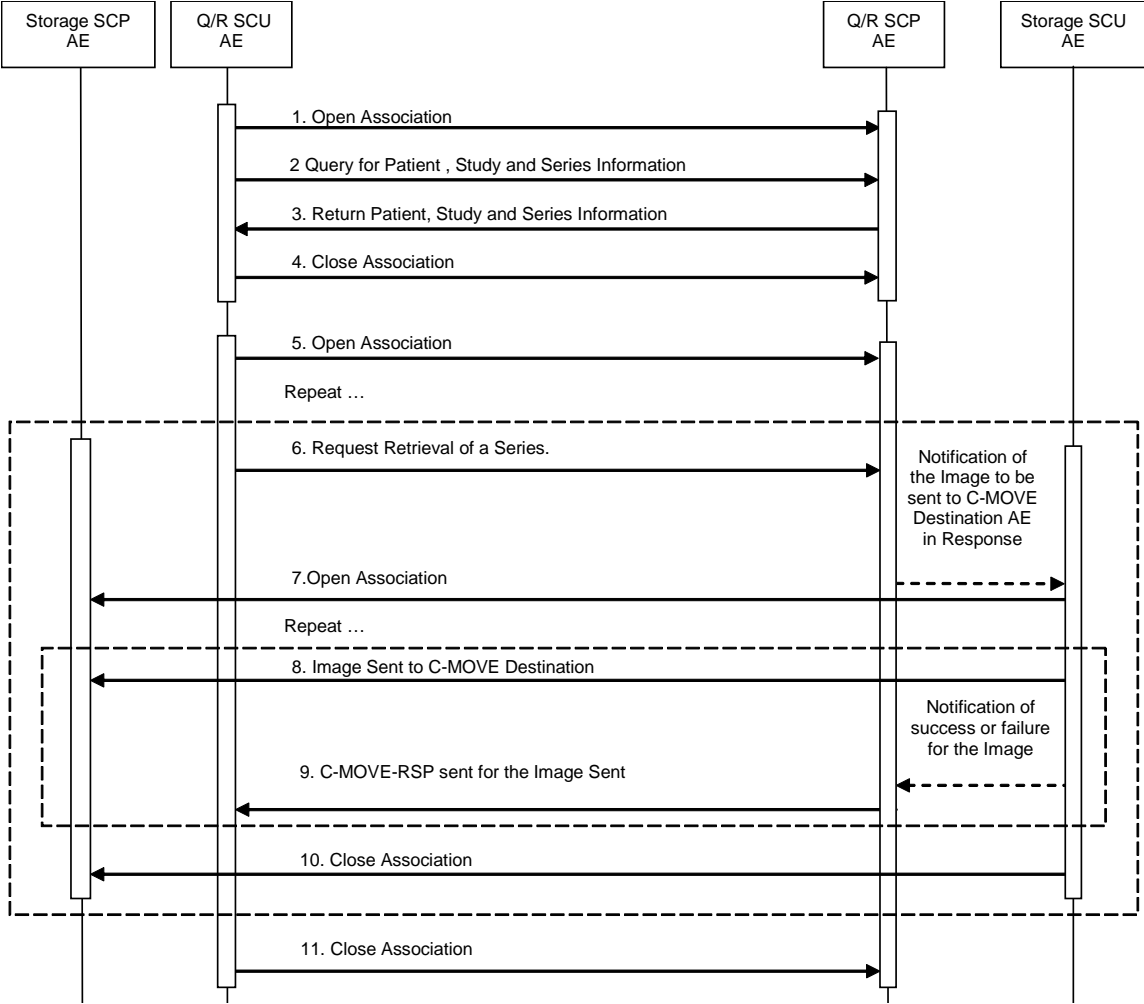 Storage SCP
AE
Q/R SCU
AE
Q/R SCP
AE
Storage SCU
AE
1. Open Association
2 Query for Patient , Study and Series Information
3. Return Patient, Study and Series Information
4. Close Association
5. Open Association
Repeat …
6. Request Retrieval of a Series.
Notification of
the Image to be
sent to C-MOVE
Destination AE
in Response
7.Open Association
Repeat …
8. Image Sent to C-MOVE Destination
Notification of
success or failure
for the Image
9. C-MOVE-RSP sent for the Image Sent
10. Close Association
11. Close Association